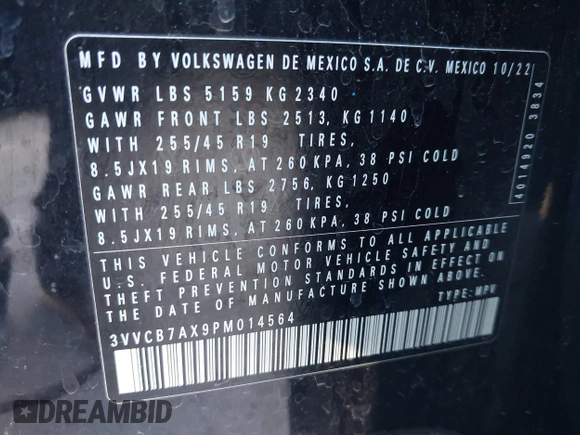 MFD BY VOLKSWAGEN DE MEXICO S.A. DE C.V. MEXICO 10/22
GVWR LBS 5159 KG 2340
GAWR FRONT LBS 2513, KG 1140
WITH 255/45 R19 TIRES,
8.5JX19 RIMS, AT 260 KPA, 38 PSI COLD
GAWR REAR LBS 2756, KG 1250
WITH 255/45 R19 TIRES,
8.5JX19 RIMS, AT 260 KPA, 38 PSI COLD
THIS VEHICLE CONFORMS TO ALL APPLICABLE
U.S. FEDERAL MOTOR VEHICLE SAFETY AND
THEFT PREVENTION STANDARDS IN EFFECT ON
THE DATE OF MANUFACTURE SHOWN ABOVE.
3VVCB7AX9PM014564 TYPE: MPV
4014920 3834
DREAMBID